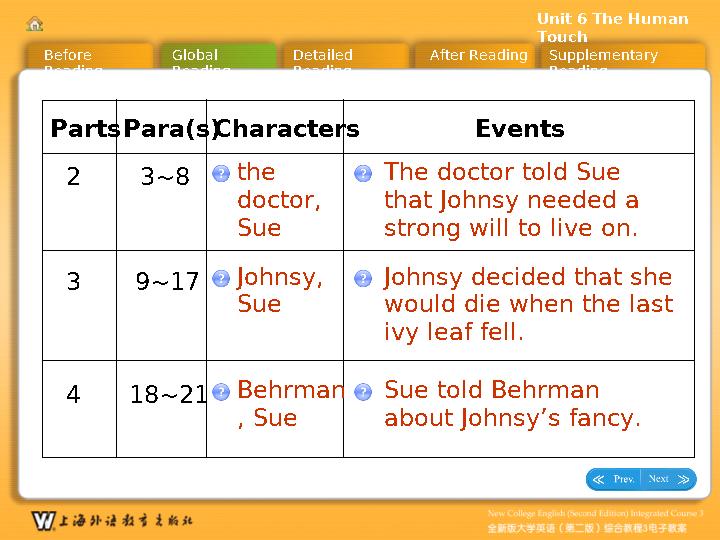 Unit 6 The Human
Touch
Before
Reading
Global
Reading
Detailed
Reading
After Reading
Supplementary
Reading
Parts Para(s) Characters Events
2 3~8 the doctor, Sue The doctor told Sue
that Johnsy needed a
strong will to live on.
3 9~17 Johnsy, Sue Johnsy decided that she
would die when the last
ivy leaf fell.
4 18~21 Behrman, Sue Sue told Behrman
about Johnsy’s fancy.
Prev. Next
W 上海外语教育出版社
New College English (Second Edition) Integrated Course 3
全新版大学英语（第二版）综合教程3电子教案